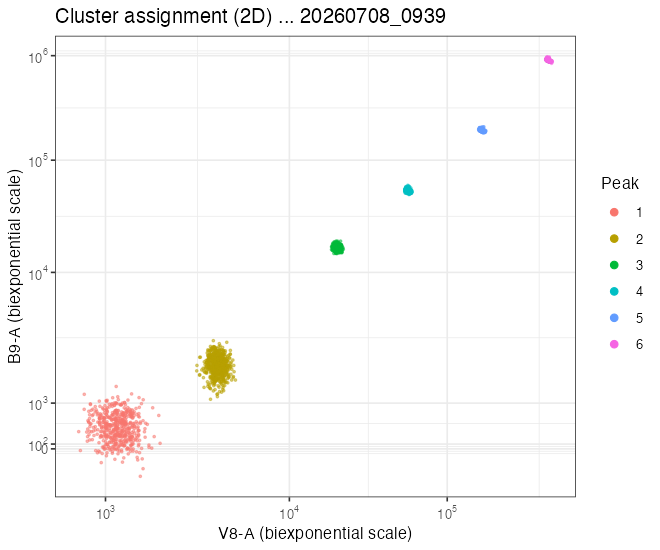 Cluster assignment (2D) ... 20260708_0939
B9-A (biexponential scale)
10⁶
10⁵
10⁴
10³
10²
0
10³ 10⁴ 10⁵
V8-A (biexponential scale)
Peak
1
2
3
4
5
6